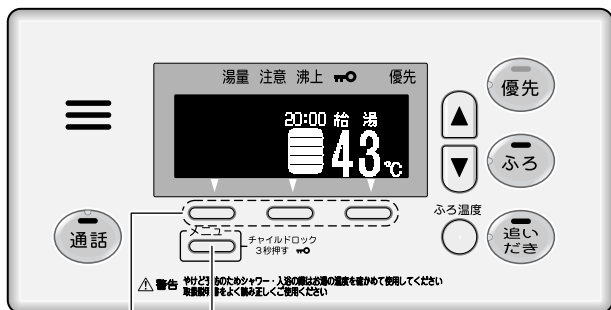 湯量 注意 沸上 優先
20:00 給 湯
43℃
優先
ふろ
ふろ温度
追い
だき
通話
メニュー
チャイルドロック
3秒押す
警告 やけど予防のためシャワー・入浴の際はお湯の温度を確かめて使用してください
取扱説明書をよく読み正しくご使用ください